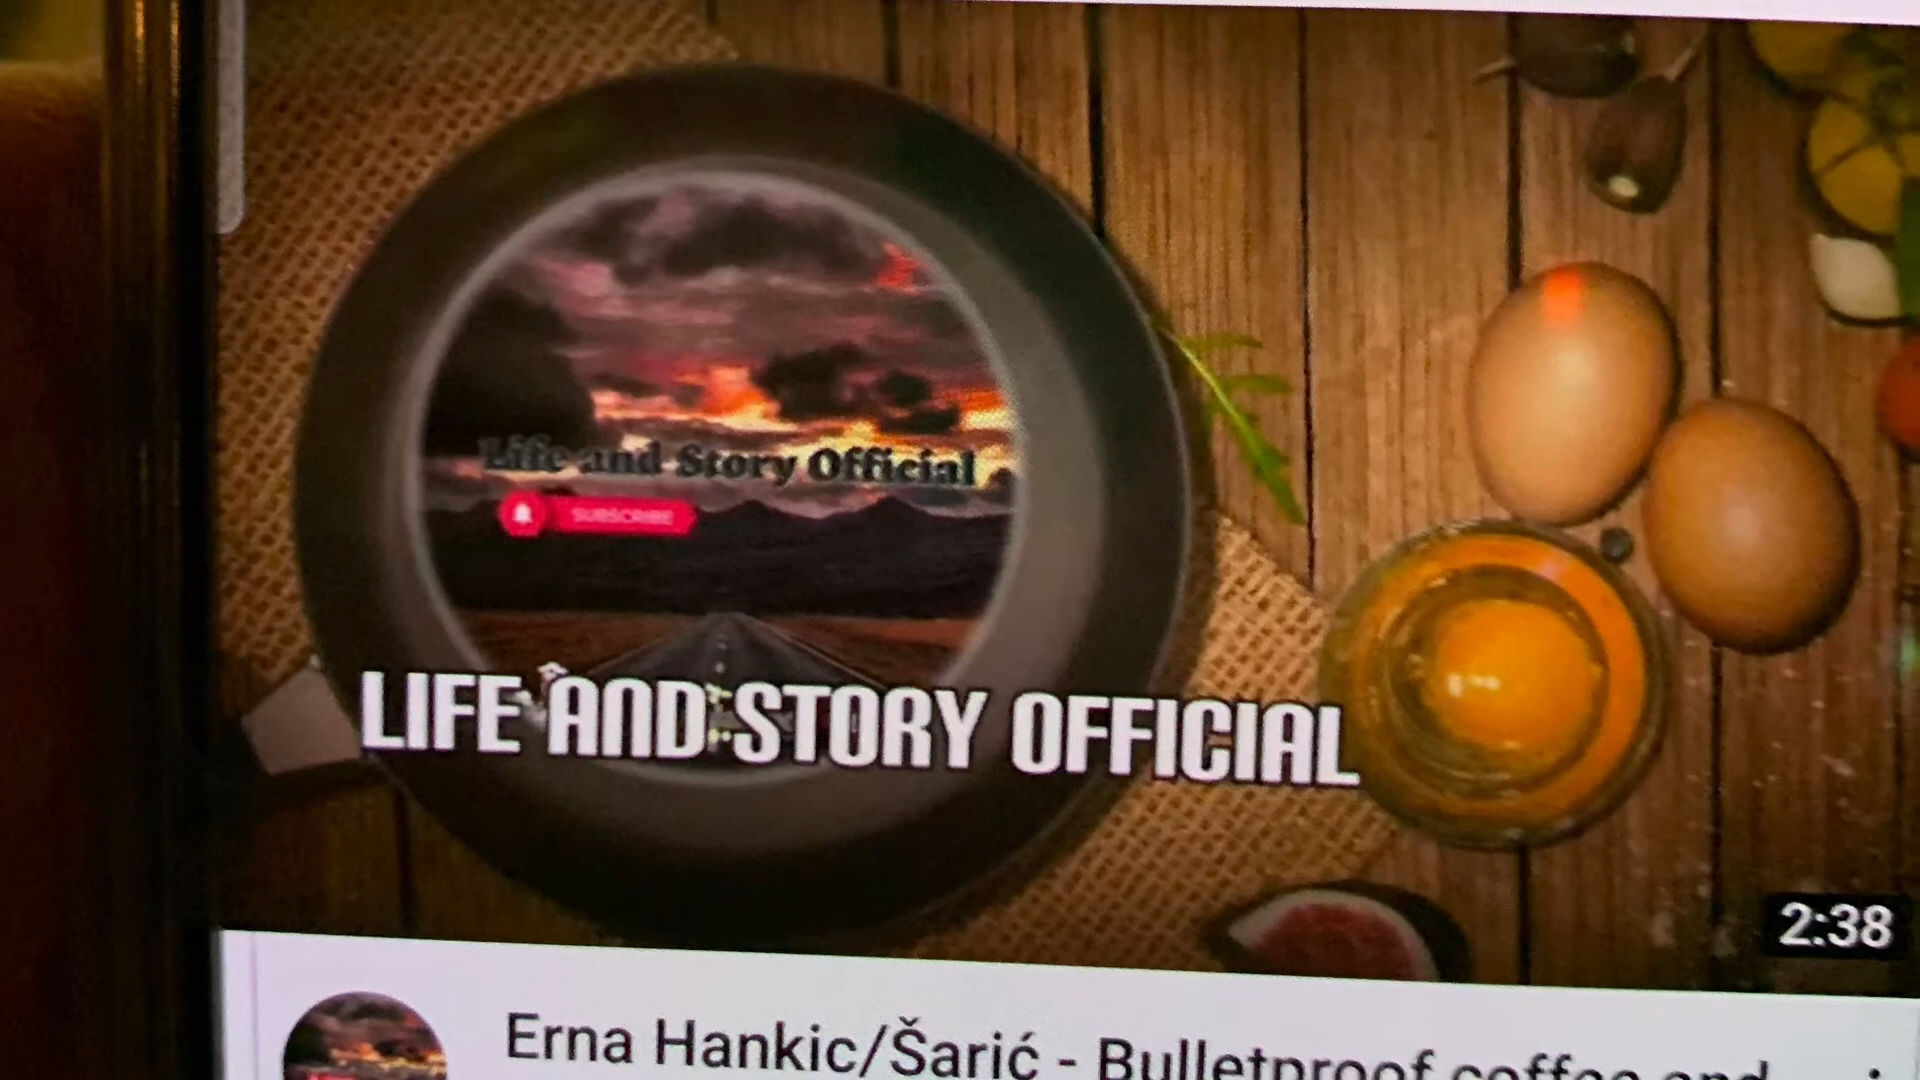 Life and Story Official
SUBSCRIBE
LIFE AND STORY OFFICIAL
2:38
Erna Hankic/Šarić - Bulletproof coffee and